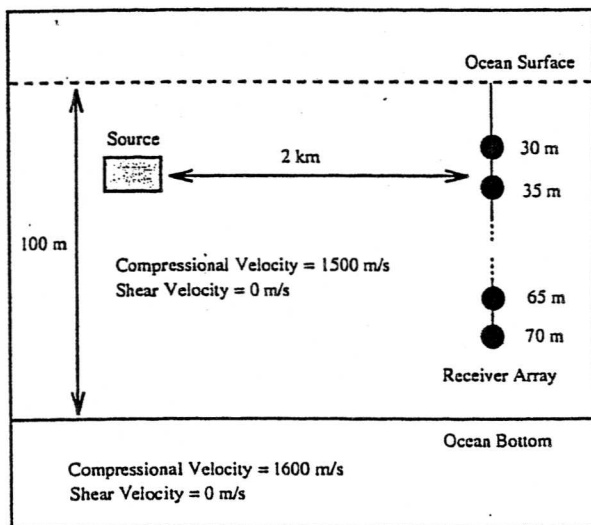 Ocean Surface
Source
2 km
30 m
35 m
100 m
Compressional Velocity = 1500 m/s
Shear Velocity = 0 m/s
65 m
70 m
Receiver Array
Ocean Bottom
Compressional Velocity = 1600 m/s
Shear Velocity = 0 m/s